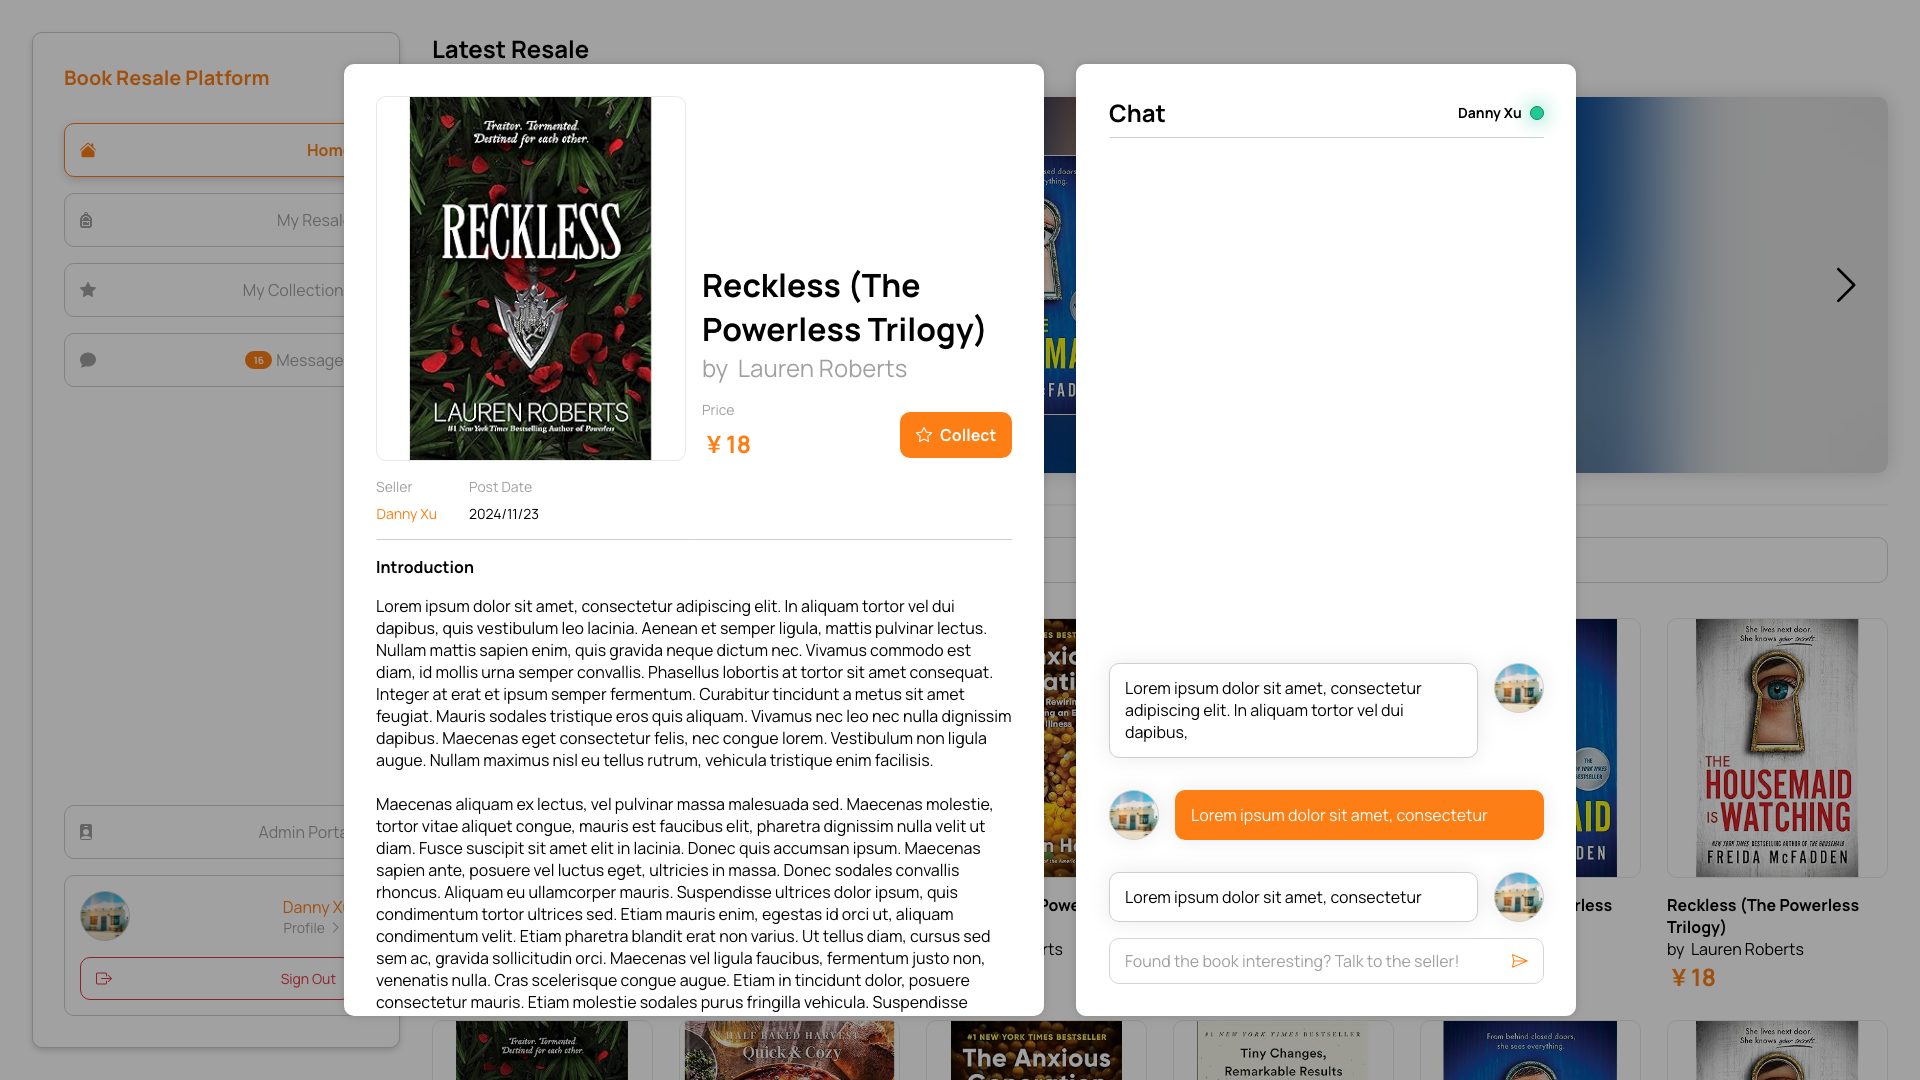 Book Resale Platform
Hom
My Resal
My Collection
16 Message
Admin Porta
Danny X
Profile
Sign Out
Latest Resale
Traitor. Tormented.
Destined for each other.
RECKLESS
LAUREN ROBERTS
#1 New York Times Bestselling Author of Powerless
Reckless (The
Powerless Trilogy)
by Lauren Roberts
Price
¥ 18
Collect
Seller
Post Date
Danny Xu
2024/11/23
Introduction
Lorem ipsum dolor sit amet, consectetur adipiscing elit. In aliquam tortor vel dui
dapibus, quis vestibulum leo lacinia. Aenean et semper ligula, mattis pulvinar lectus.
Nullam mattis sapien enim, quis gravida neque dictum nec. Vivamus commodo est
diam, id mollis urna semper convallis. Phasellus lobortis at tortor sit amet consequat.
Integer at erat et ipsum semper fermentum. Curabitur tincidunt a metus sit amet
feugiat. Mauris sodales tristique eros quis aliquam. Vivamus nec leo nec nulla dignissim
dapibus. Maecenas eget consectetur felis, nec congue lorem. Vestibulum non ligula
augue. Nullam maximus nisl eu tellus rutrum, vehicula tristique enim facilisis.
Maecenas aliquam ex lectus, vel pulvinar massa malesuada sed. Maecenas molestie,
tortor vitae aliquet congue, mauris est faucibus elit, pharetra dignissim nulla velit ut
diam. Fusce suscipit sit amet elit in lacinia. Donec quis accumsan ipsum. Maecenas
sapien ante, posuere vel luctus eget, ultricies in massa. Donec sodales convallis
rhoncus. Aliquam eu ullamcorper mauris. Suspendisse ultrices dolor ipsum, quis
condimentum tortor ultrices sed. Etiam mauris enim, egestas id orci ut, aliquam
condimentum velit. Etiam pharetra blandit erat non varius. Ut tellus diam, cursus sed
sem ac, gravida sollicitudin orci. Maecenas vel ligula faucibus, fermentum justo non,
venenatis nulla. Cras scelerisque congue augue. Etiam in tincidunt dolor, posuere
consectetur mauris. Etiam molestie sodales purus fringilla vehicula. Suspendisse
Chat
Danny Xu
Lorem ipsum dolor sit amet, consectetur
adipiscing elit. In aliquam tortor vel dui
dapibus,
Lorem ipsum dolor sit amet, consectetur
Lorem ipsum dolor sit amet, consectetur
Found the book interesting? Talk to the seller!
She lives next door.
She knows your secrets.
THE
HOUSEMAID
IS WATCHING
NEW YORK TIMES BESTSELLING AUTHOR OF THE HOUSEMAID
FREIDA McFADDEN
AID
DEN
Powe
rts
rless
Reckless (The Powerless
Trilogy)
by Lauren Roberts
¥ 18
Traitor. Tormented.
Destined for each other.
HALF BAKED HARVEST
Quick & Cozy
#1 NEW YORK TIMES BESTSELLER
The Anxious
Generation
#1 NEW YORK TIMES BESTSELLER
Tiny Changes,
Remarkable Results
From behind closed doors,
she sees everything.
She lives next door.
She knows your secrets.